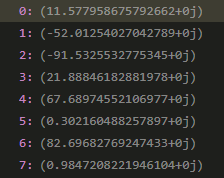 0: (11.577958675792662+0j)
1: (-52.01254027042789+0j)
2: (-91.5325532775345+0j)
3: (21.88846182881978+0j)
4: (67.68974552106977+0j)
5: (0.302160488257897+0j)
6: (82.69682769247433+0j)
7: (0.9847208221946104+0j)